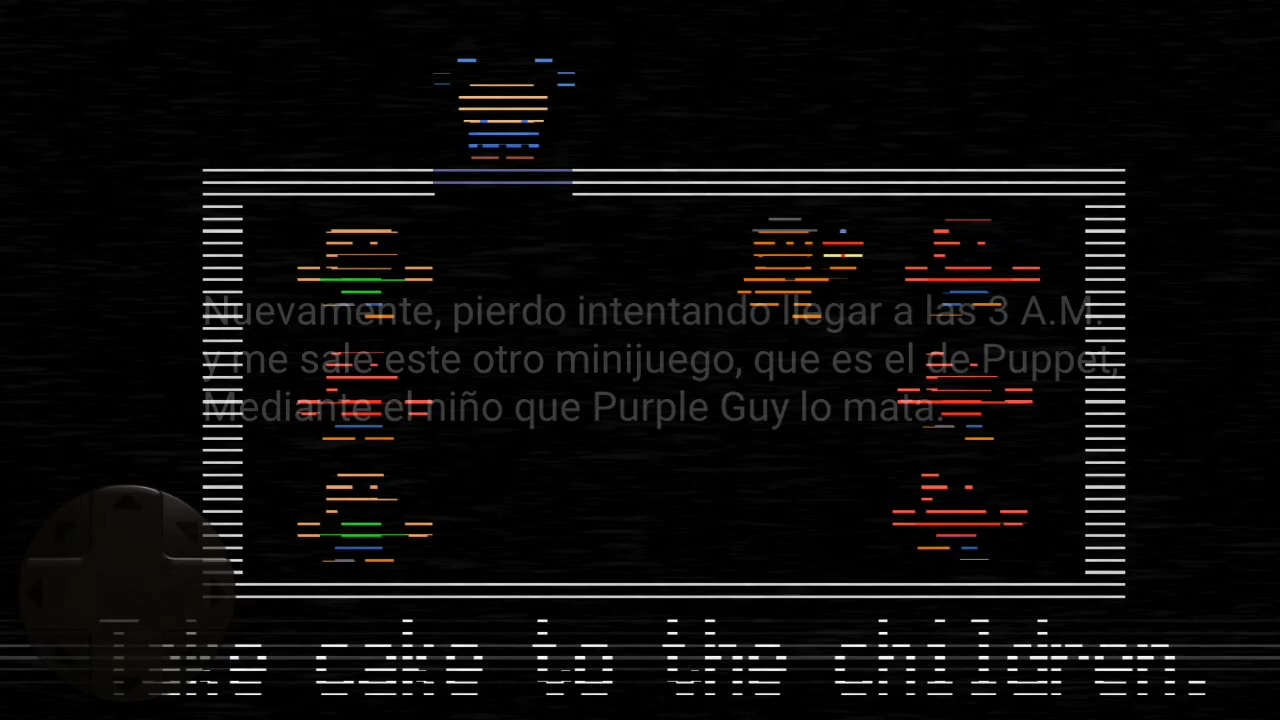 Nuevamente, pierdo intentando llegar a las 3 A.M.
y me sale este otro minijuego, que es el de Puppet,
Mediante el niño que Purple Guy lo mata.
Take cake to the children.